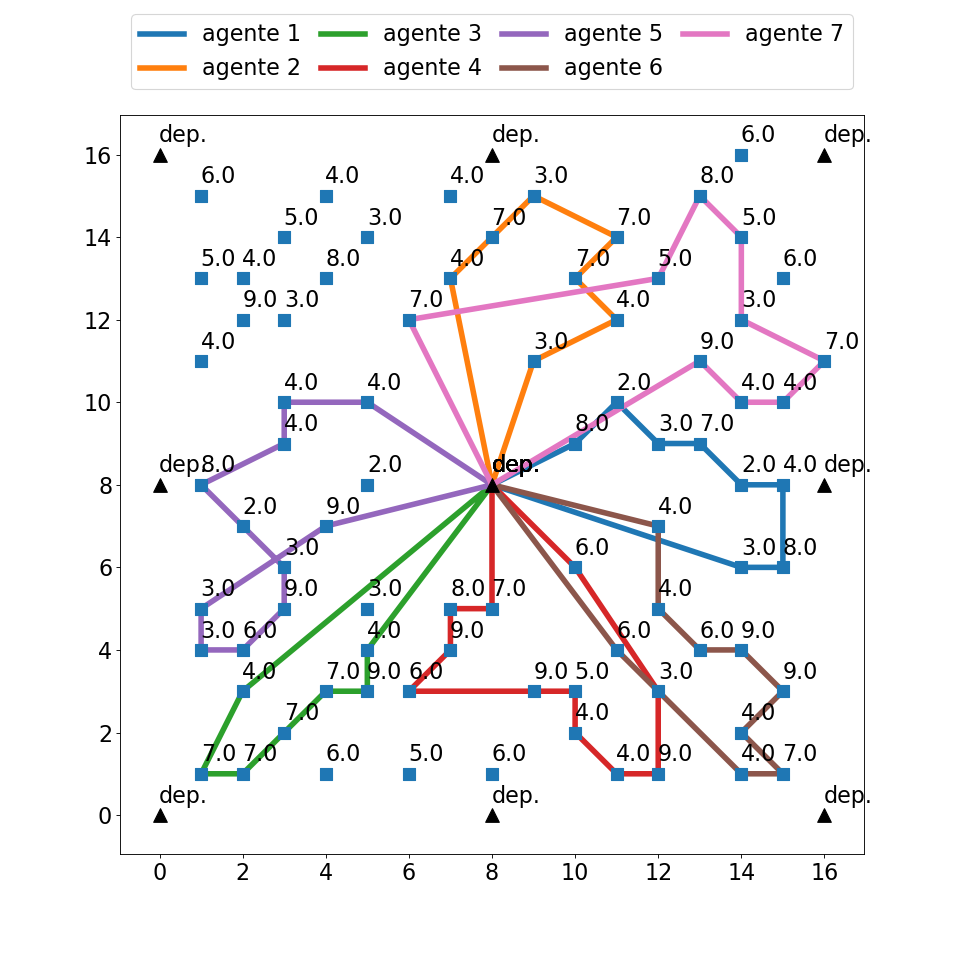 agente 1 agente 3 agente 5 agente 7
agente 2 agente 4 agente 6
dep. dep. 6.0 dep.
16
6.0 4.0 4.0 3.0 8.0
5.0 3.0 7.0 7.0 5.0
14
5.0 4.0 8.0 4.0 7.0 5.0 6.0
9.0 3.0 7.0 4.0 3.0
12
4.0 3.0 9.0 7.0
4.0 4.0 2.0 4.0 4.0
10
4.0 8.0 3.0 7.0
dep. 8.0 2.0 dep. 2.0 4.0 dep.
8
2.0 9.0 4.0
3.0 6.0 3.0 8.0
6
3.0 9.0 3.0 8.0 7.0 4.0
3.0 6.0 4.0 9.0 6.0 6.0 9.0
4
4.0 7.0 9.0 6.0 9.0 5.0 3.0 9.0
7.0 4.0 4.0
2
7.0 7.0 6.0 5.0 6.0 4.0 9.0 4.0 7.0
dep. dep. dep.
0
0 2 4 6 8 10 12 14 16